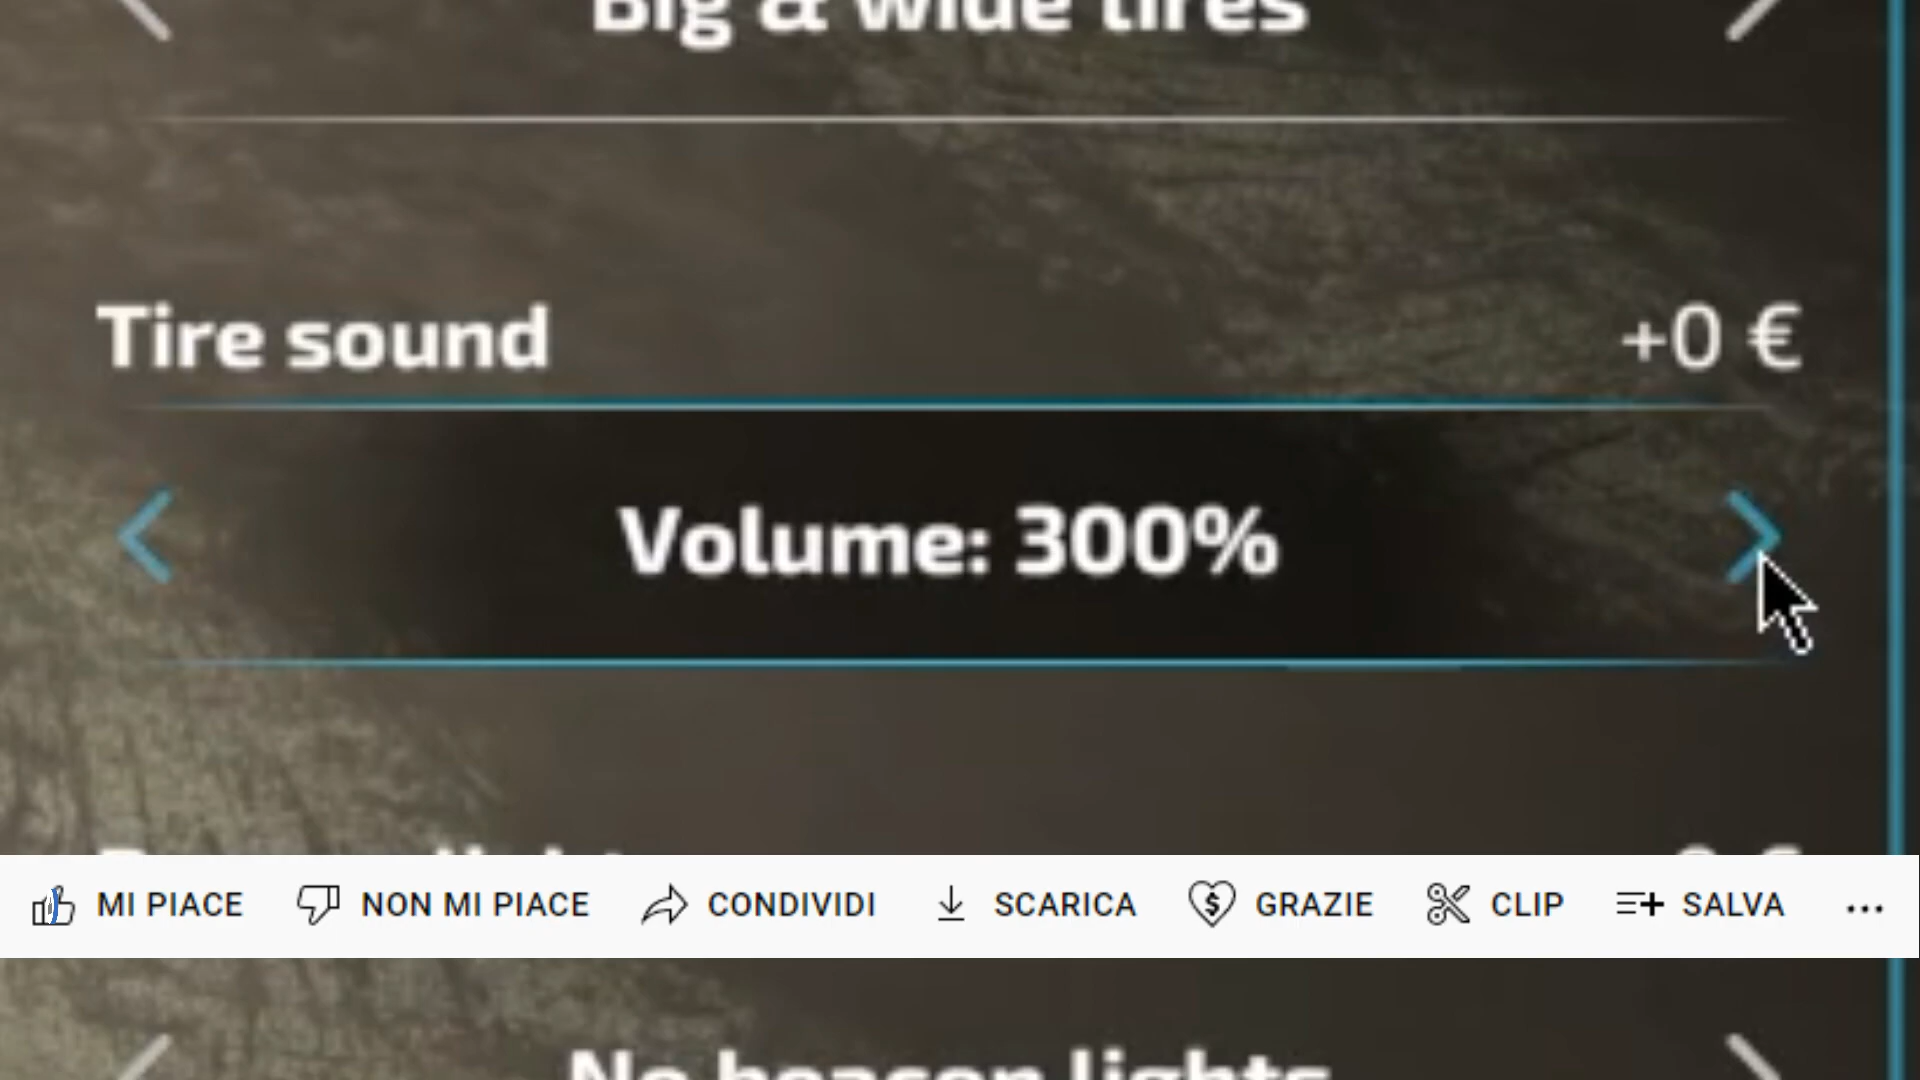 Big & wide tires
Tire sound
+0 €
Volume: 300%
MI PIACE
NON MI PIACE
CONDIVIDI
SCARICA
GRAZIE
CLIP
SALVA
...
No beacon lights